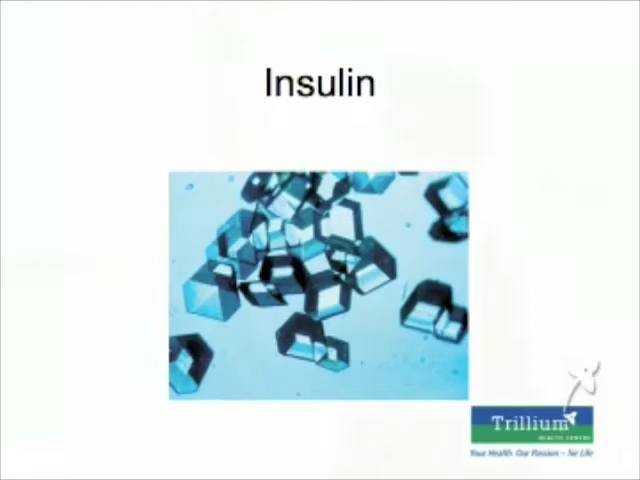 Insulin
Trillium
HEALTH CENTRE
Your Health. Our Passion – for Life